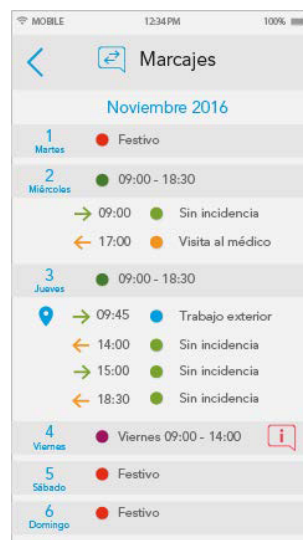 MOBILE 12:34 PM 100%
Marcajes
Noviembre 2016
1 Festivo
Martes
2 09:00 - 18:30
Miércoles
09:00 Sin incidencia
17:00 Visita al médico
3 09:00 - 18:30
Jueves
09:45 Trabajo exterior
14:00 Sin incidencia
15:00 Sin incidencia
18:30 Sin incidencia
4 Viernes 09:00 - 14:00 i
Viernes
5 Festivo
Sábado
6 Festivo
Domingo